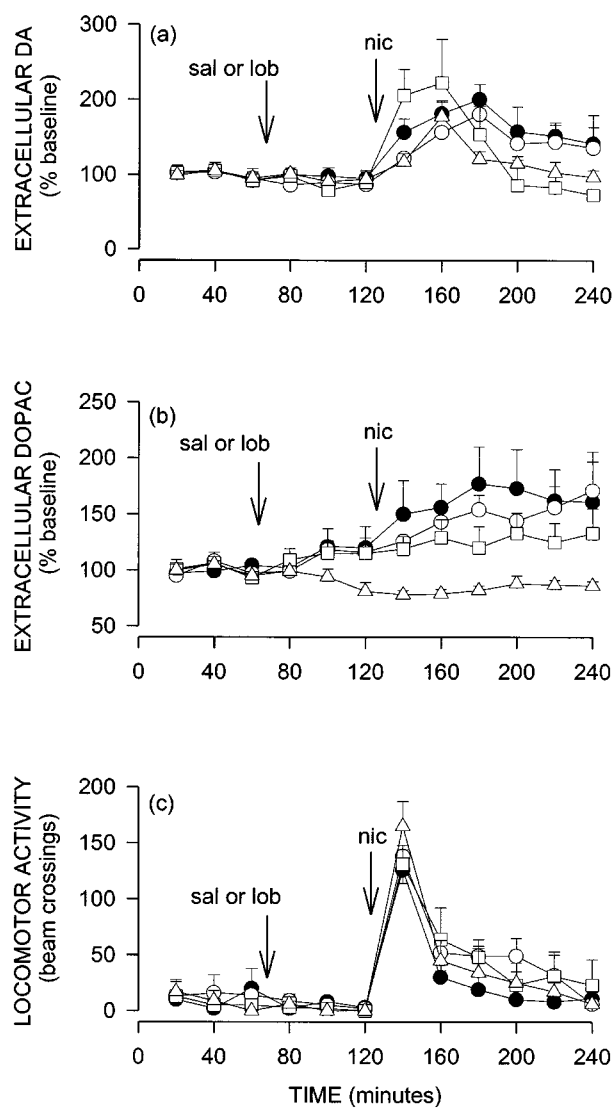 (a)
EXTRACELLULAR DA
(% baseline)
300
200
100
0
sal or lob
nic
0 40 80 120 160 200 240
(b)
EXTRACELLULAR DOPAC
(% baseline)
250
200
150
100
50
sal or lob
nic
0 40 80 120 160 200 240
(c)
LOCOMOTOR ACTIVITY
(beam crossings)
200
150
100
50
0
sal or lob
nic
0 40 80 120 160 200 240
TIME (minutes)